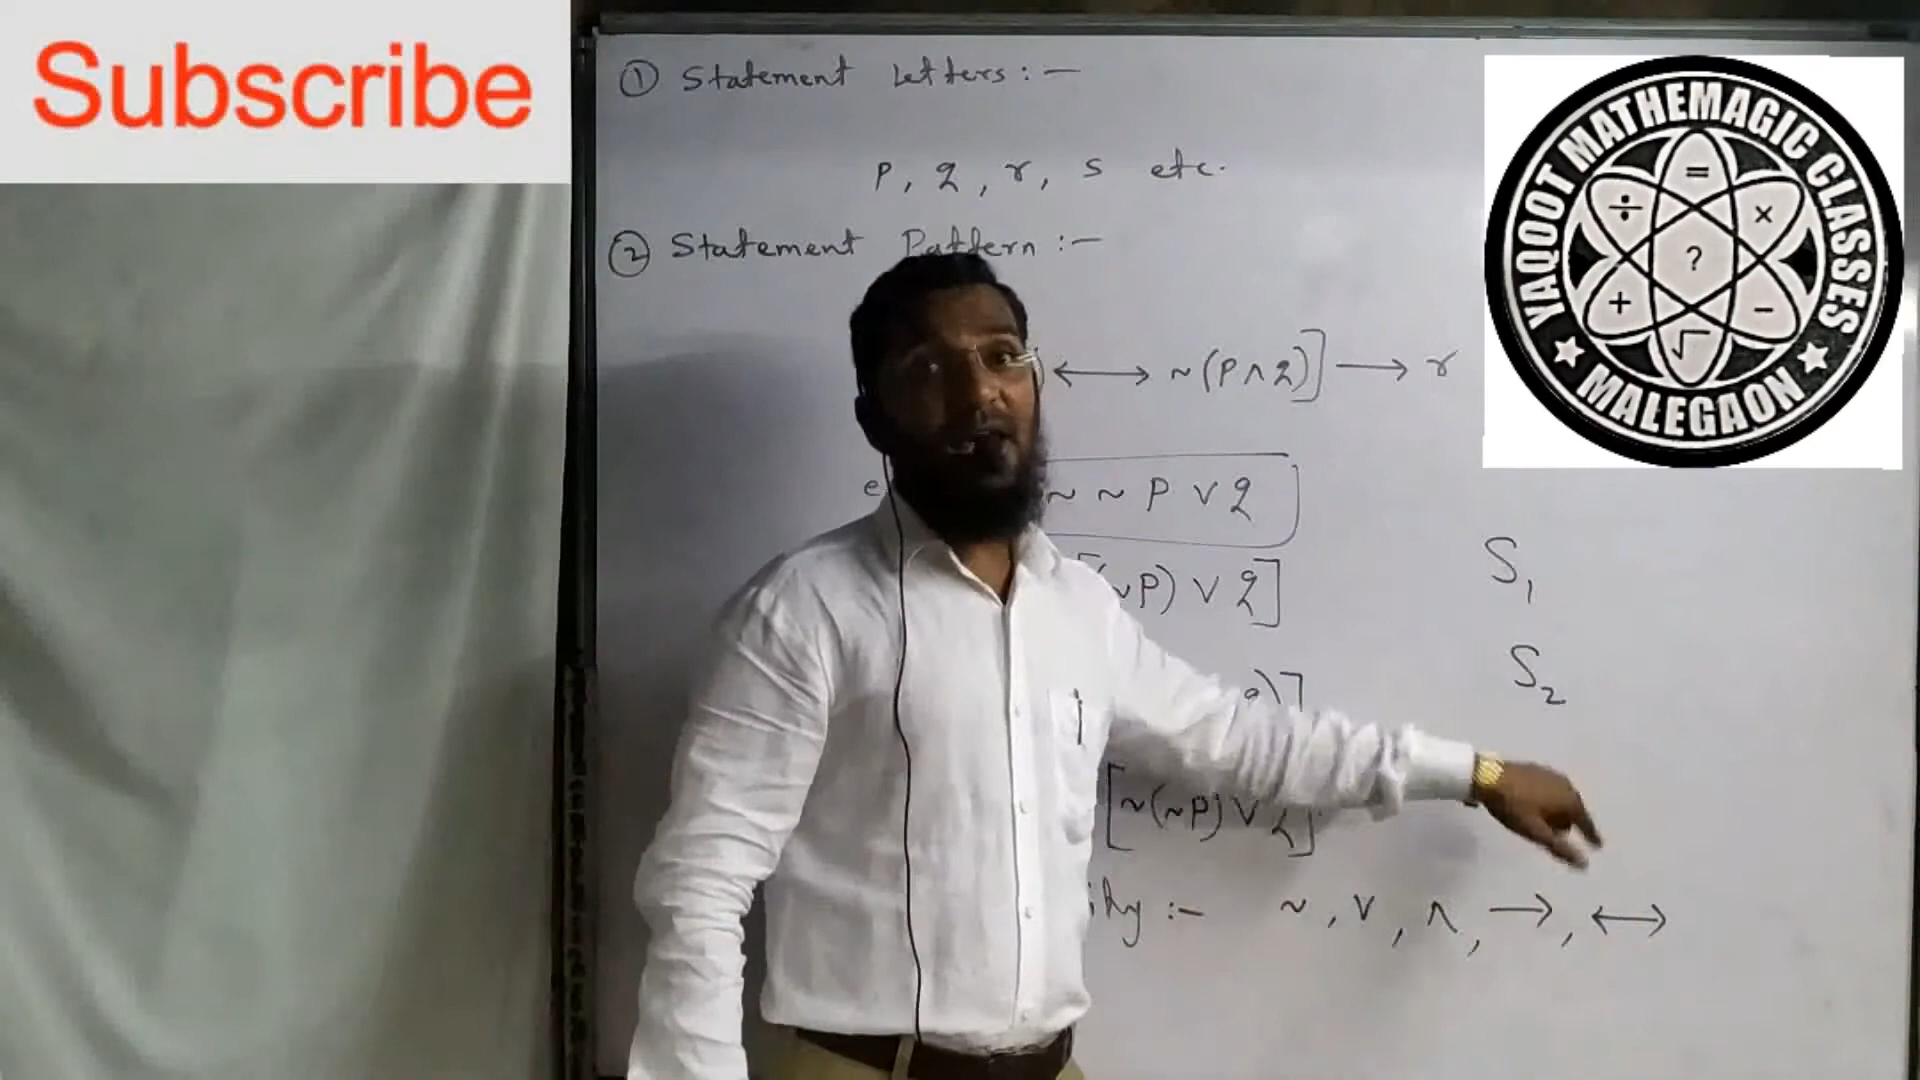 Subscribe
① Statement Letters :—
P, q, r, s etc.
② Statement Pattern :—
) ⟷ ~(P ∧ q)] ⟶ r
~ ~ P ∨ q
~P) ∨ q]
S₁
S₂
)]
[~(~P) ∨ q]
:— ~, ∨, ∧, →, ↔
YAQOOT MATHEMAGIC CLASSES
MALEGAON
÷ = ×
?
+ √ −